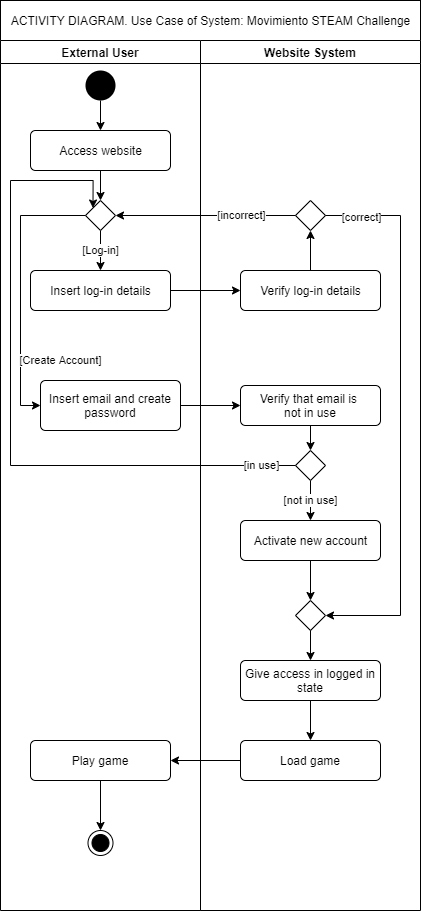 ACTIVITY DIAGRAM. Use Case of System: Movimiento STEAM Challenge
External User
Website System
Access website
[incorrect]
[correct]
[Log-in]
Insert log-in details
Verify log-in details
[Create Account]
Insert email and create
password
Verify that email is
not in use
[in use]
[not in use]
Activate new account
Give access in logged in
state
Play game
Load game